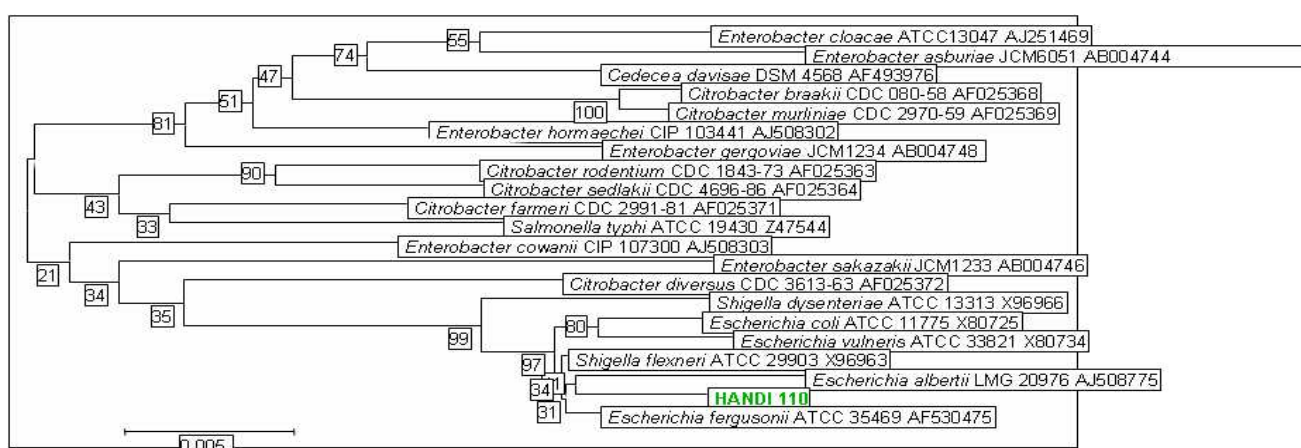 55
Enterobacter cloacae ATCC13047 AJ251469
74
Enterobacter asburiae JCM6051 AB004744
47
Cedecea davisae DSM 4568 AF493976
Citrobacter braakii CDC 080-58 AF025368
51
100
Citrobacter murliniae CDC 2970-59 AF025369
81
Enterobacter hormaechei CIP 103441 AJ508302
Enterobacter gergoviae JCM1234 AB004748
90
Citrobacter rodentium CDC 1843-73 AF025363
Citrobacter sedlakii CDC 4696-86 AF025364
43
Citrobacter farmeri CDC 2991-81 AF025371
33
Salmonella typhi ATCC 19430 Z47544
Enterobacter cowanii CIP 107300 AJ508303
21
Enterobacter sakazakii JCM1233 AB004746
34
Citrobacter diversus CDC 3613-63 AF025372
35
Shigella dysenteriae ATCC 13313 X96966
99
80
Escherichia coli ATCC 11775 X80725
Escherichia vulneris ATCC 33821 X80734
97
Shigella flexneri ATCC 29903 X96963
34
Escherichia albertii LMG 20976 AJ508775
HANDI 110
31
Escherichia fergusonii ATCC 35469 AF530475
0.005